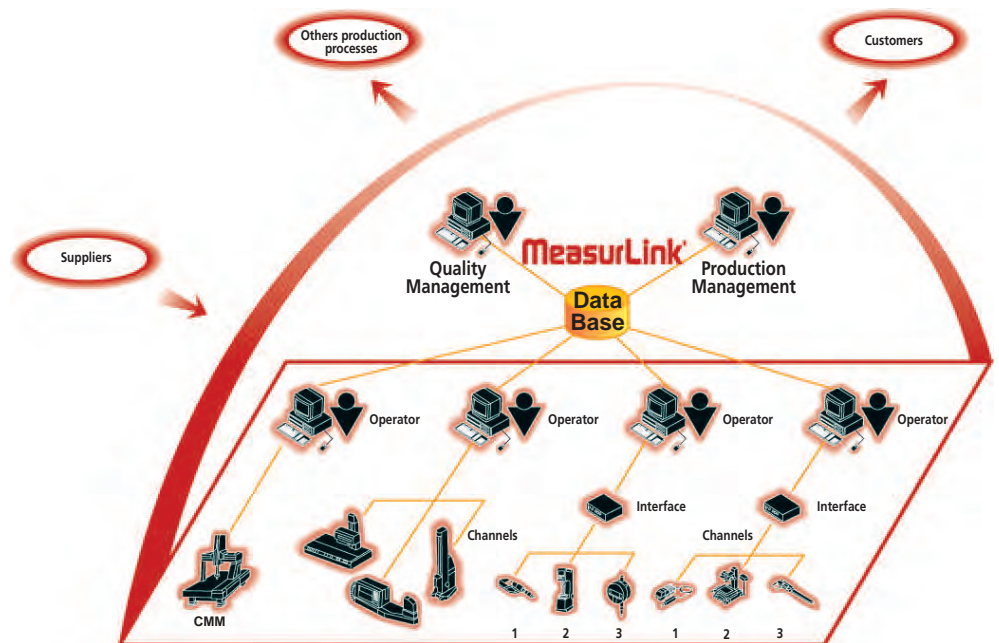 Others production
processes
Customers
Suppliers
MeasurLink®
Quality
Management
Production
Management
Data
Base
Operator
Operator
Operator
Operator
Interface
Interface
Channels
Channels
CMM
1
2
3
1
2
3